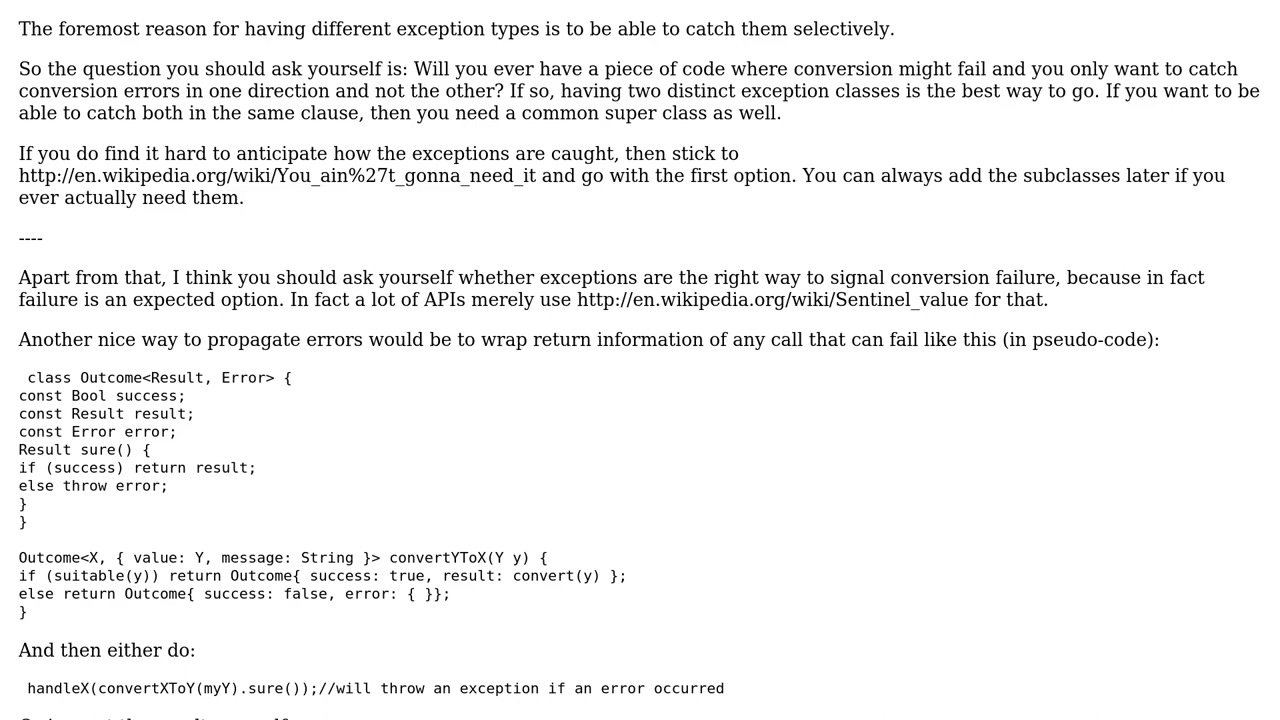 The foremost reason for having different exception types is to be able to catch them selectively.
So the question you should ask yourself is: Will you ever have a piece of code where conversion might fail and you only want to catch
conversion errors in one direction and not the other? If so, having two distinct exception classes is the best way to go. If you want to be
able to catch both in the same clause, then you need a common super class as well.
If you do find it hard to anticipate how the exceptions are caught, then stick to
http://en.wikipedia.org/wiki/You_ain%27t_gonna_need_it and go with the first option. You can always add the subclasses later if you
ever actually need them.
----
Apart from that, I think you should ask yourself whether exceptions are the right way to signal conversion failure, because in fact
failure is an expected option. In fact a lot of APIs merely use http://en.wikipedia.org/wiki/Sentinel_value for that.
Another nice way to propagate errors would be to wrap return information of any call that can fail like this (in pseudo-code):
class Outcome<Result, Error> {
const Bool success;
const Result result;
const Error error;
Result sure() {
if (success) return result;
else throw error;
}
}
Outcome<X, { value: Y, message: String }> convertYToX(Y y) {
if (suitable(y)) return Outcome{ success: true, result: convert(y) };
else return Outcome{ success: false, error: { }};
}
And then either do:
handleX(convertXToY(myY).sure());//will throw an exception if an error occurred